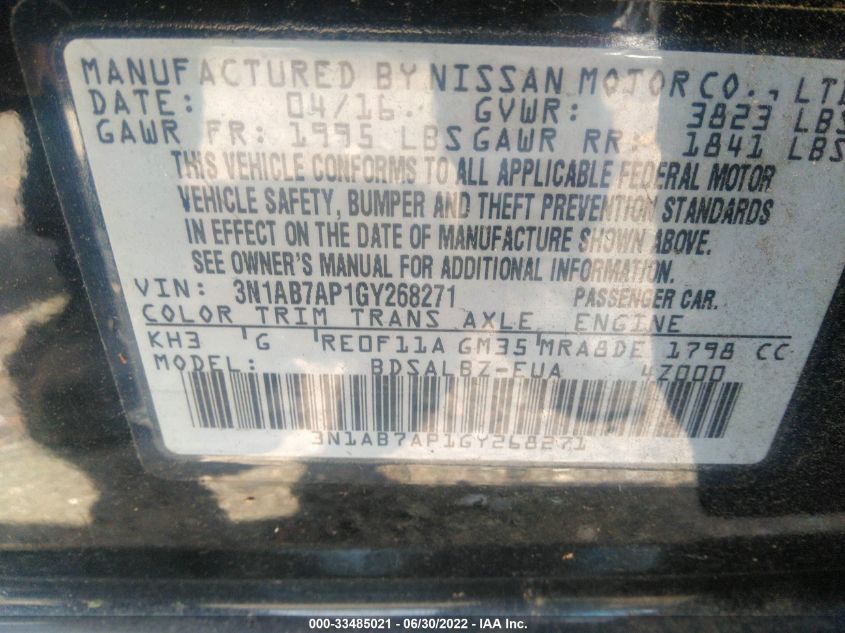 MANUFACTURED BY NISSAN MOTOR CO., LTD
DATE: 04/16 GVWR: 3823 LBS
GAWR FR: 1995 LBS GAWR RR: 1841 LBS
THIS VEHICLE CONFORMS TO ALL APPLICABLE FEDERAL MOTOR
VEHICLE SAFETY, BUMPER AND THEFT PREVENTION STANDARDS
IN EFFECT ON THE DATE OF MANUFACTURE SHOWN ABOVE.
SEE OWNER'S MANUAL FOR ADDITIONAL INFORMATION.
VIN: 3N1AB7AP1GY268271 PASSENGER CAR.
COLOR TRIM TRANS AXLE ENGINE
KH3 G RE0F11A GM35 MRA8DE 1798 CC
MODEL: BDSALBZ-EUA 4Z000
3N1AB7AP1GY268271
000-33485021 - 06/30/2022 - IAA Inc.